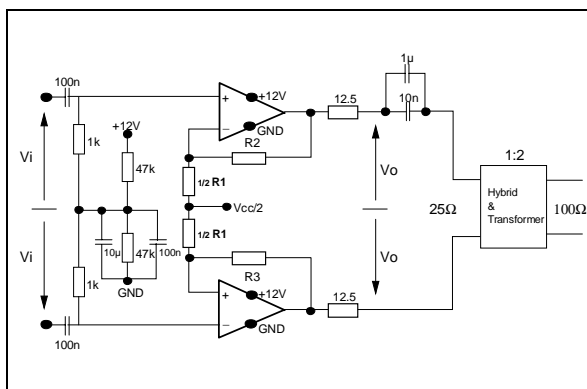 100n
+12V
GND
R2
12.5
1µ
10n
+
−
1k
+12V
47k
Vi
1/2 R1
Vcc/2
Vo
1:2
Hybrid
&
Transformer
25Ω
100Ω
Vi
1/2 R1
Vo
10µ
47k
100n
1k
GND
R3
+12V
GND
12.5
+
−
100n